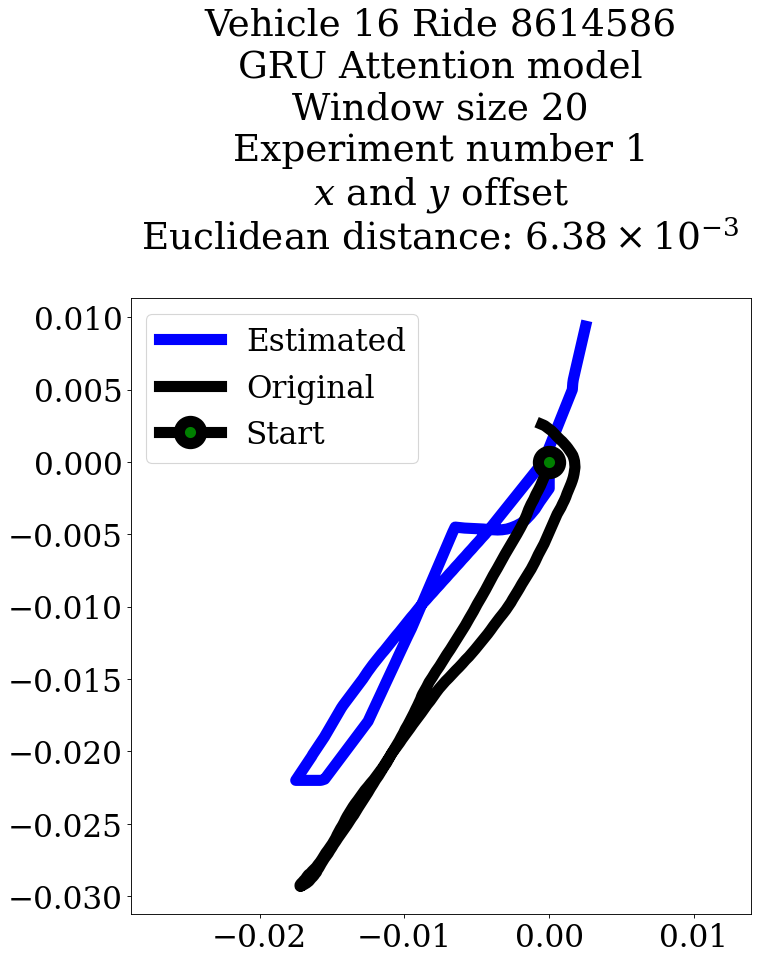 Vehicle 16 Ride 8614586
GRU Attention model
Window size 20
Experiment number 1
x and y offset
Euclidean distance: 6.38 × 10⁻³
Estimated
Original
Start
0.010
0.005
0.000
−0.005
−0.010
−0.015
−0.020
−0.025
−0.030
−0.02 −0.01 0.00 0.01